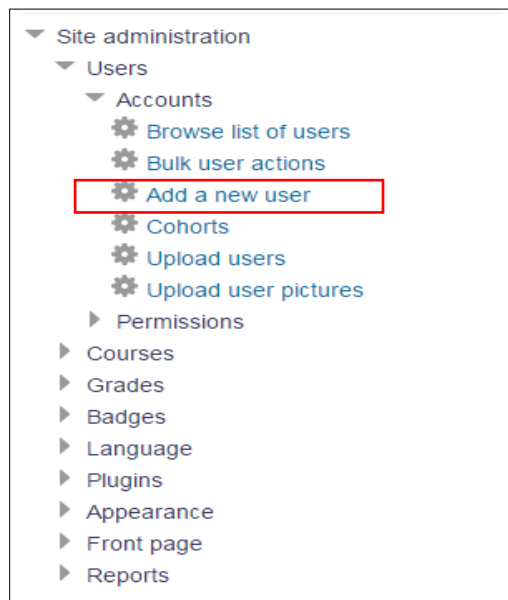 Site administration
Users
Accounts
Browse list of users
Bulk user actions
Add a new user
Cohorts
Upload users
Upload user pictures
Permissions
Courses
Grades
Badges
Language
Plugins
Appearance
Front page
Reports